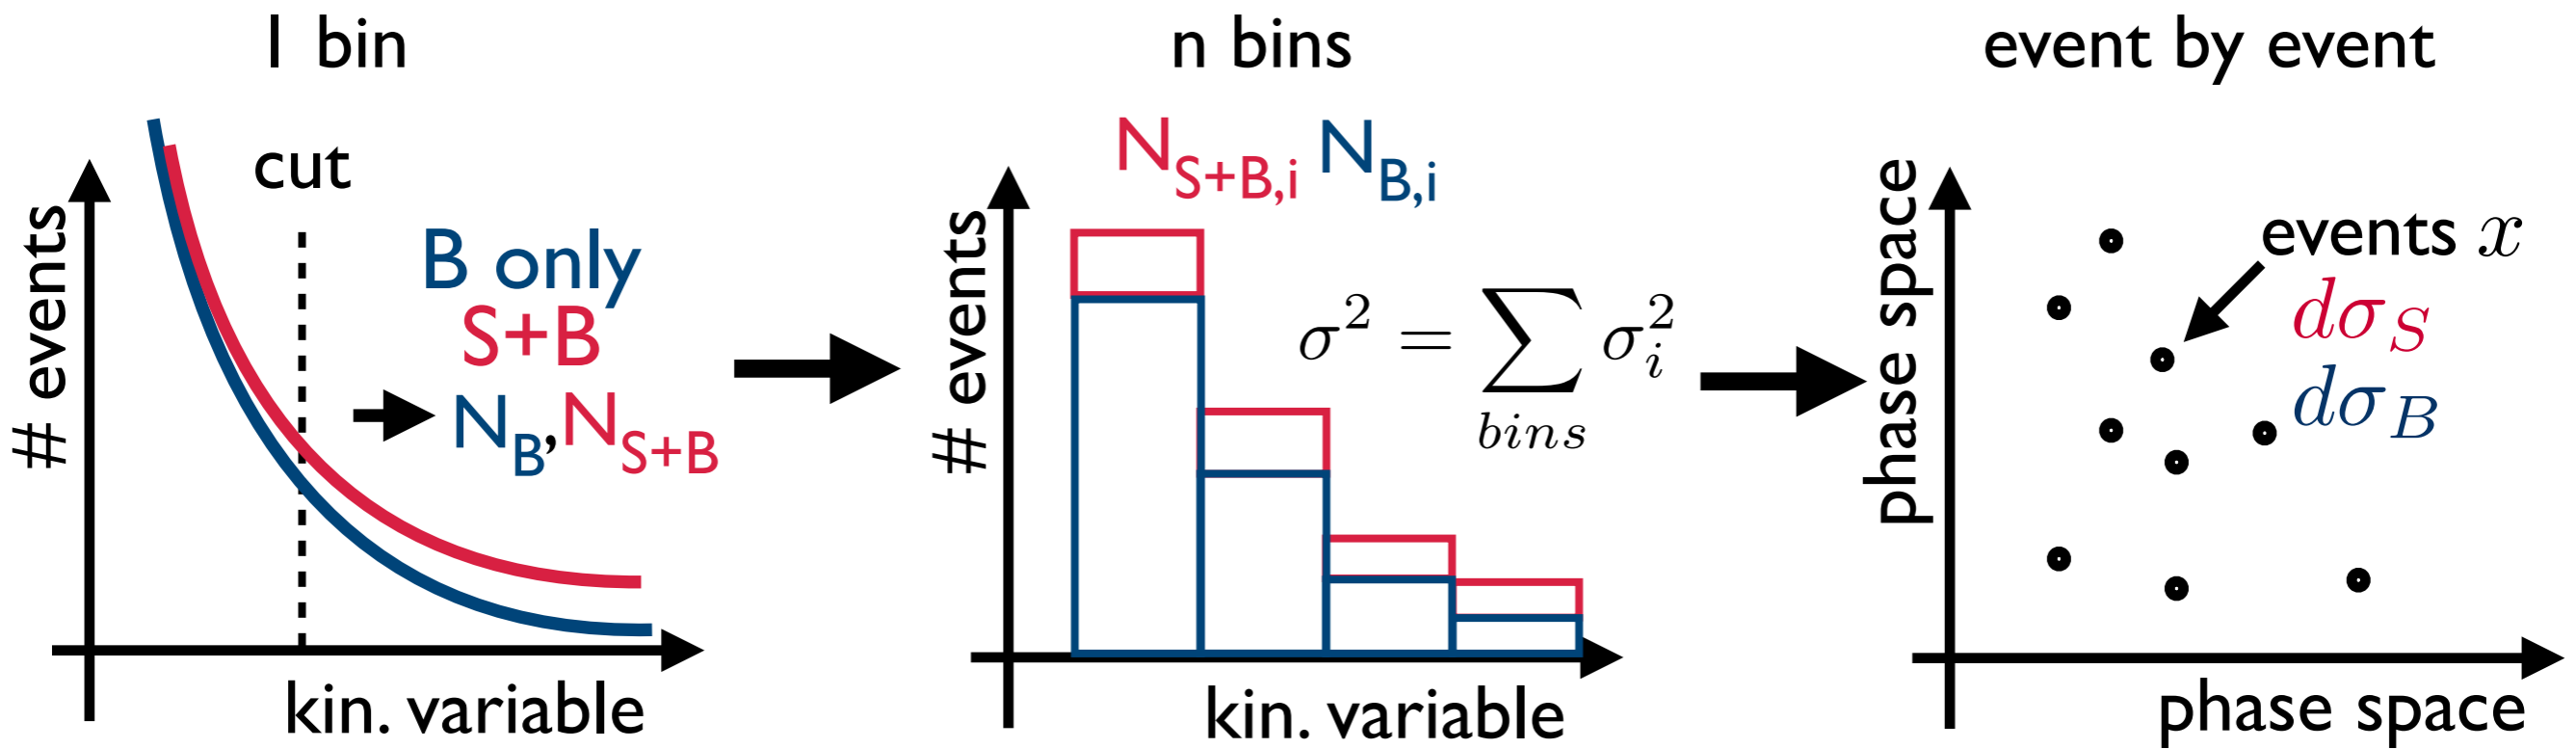 1 bin
cut
# events
B only
S+B
N_B,N_{S+B}
kin. variable
n bins
N_{S+B,i} N_{B,i}
# events
σ² = ∑_{bins} σ_i²
kin. variable
event by event
phase space
events x
dσ_S
dσ_B
phase space